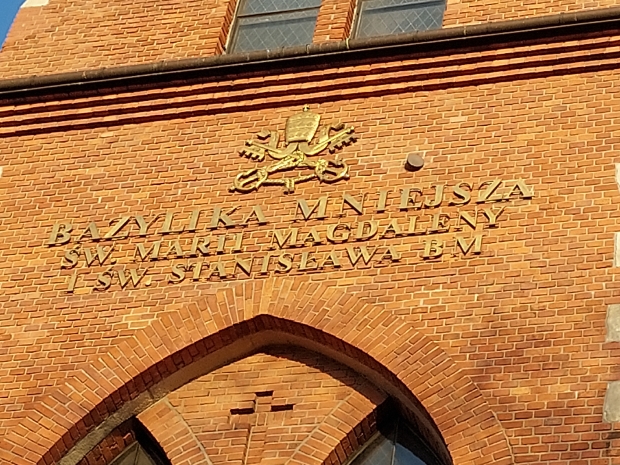 BAZYLIKA MNIEJSZA
ŚW. MARII MAGDALENY
I ŚW. STANISŁAWA BM